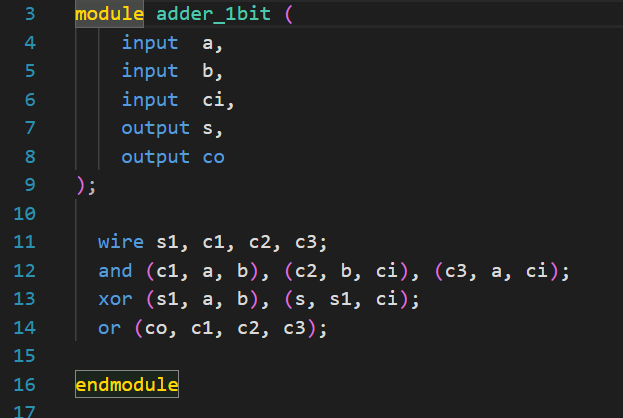 3 module adder_1bit (
4 input a,
5 input b,
6 input ci,
7 output s,
8 output co
9 );
10
11 wire s1, c1, c2, c3;
12 and (c1, a, b), (c2, b, ci), (c3, a, ci);
13 xor (s1, a, b), (s, s1, ci);
14 or (co, c1, c2, c3);
15
16 endmodule
17